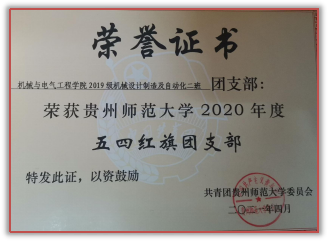 荣誉证书
机械与电气工程学院2019级机械设计制造及自动化二班 团支部：
荣获贵州师范大学2020年度
五四红旗团支部
特发此证，以资鼓励
共青团贵州师范大学委员会
二〇二一年四月